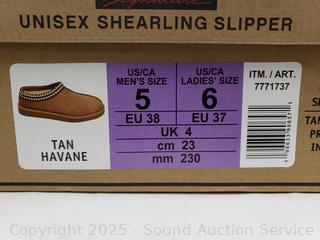 Signature
UNISEX SHEARLING SLIPPER
TAN
HAVANE
US/CA
MEN'S SIZE
5
EU 38
US/CA
LADIES' SIZE
6
EU 37
UK 4
cm 23
mm 230
ITM. / ART.
7771737
Copyright 2025 - Sound Auction Service